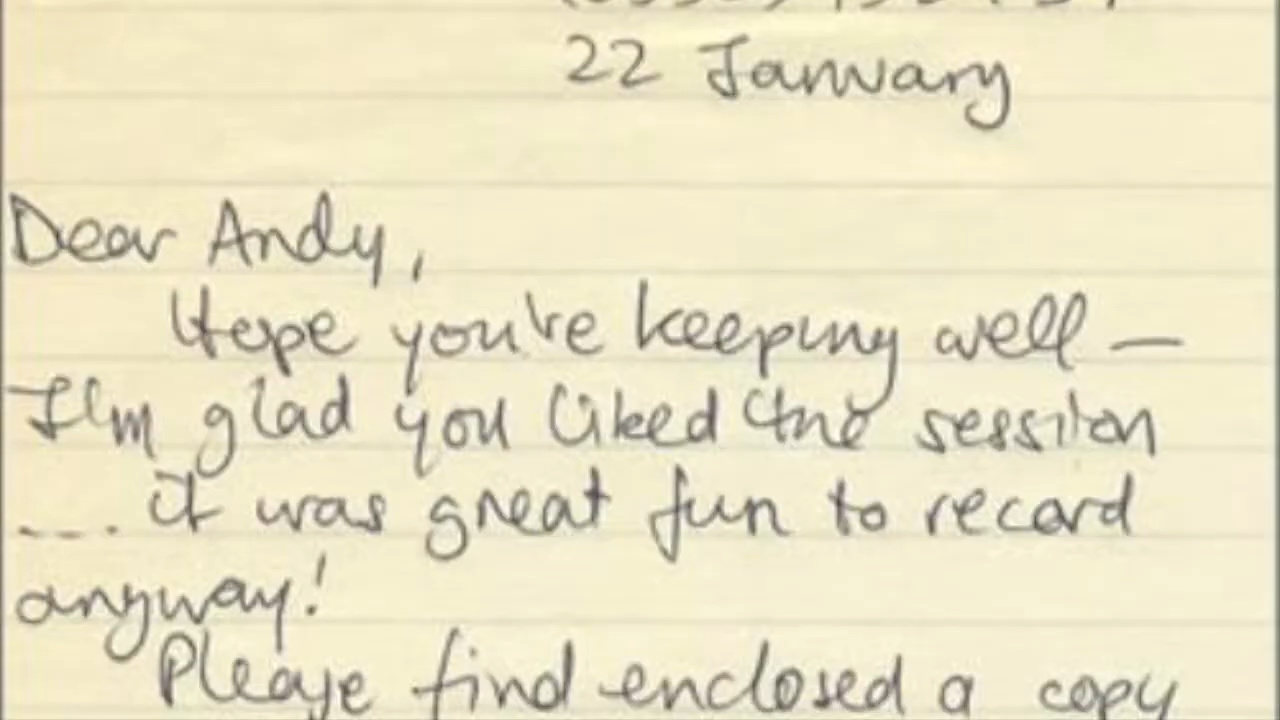 22 January
Dear Andy,
Hope you're keeping well —
I'm glad you liked the session
.... it was great fun to record
anyway!
Please find enclosed a copy